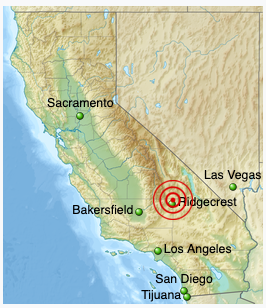 Sacramento
Las Vegas
Ridgecrest
Bakersfield
Los Angeles
San Diego
Tijuana